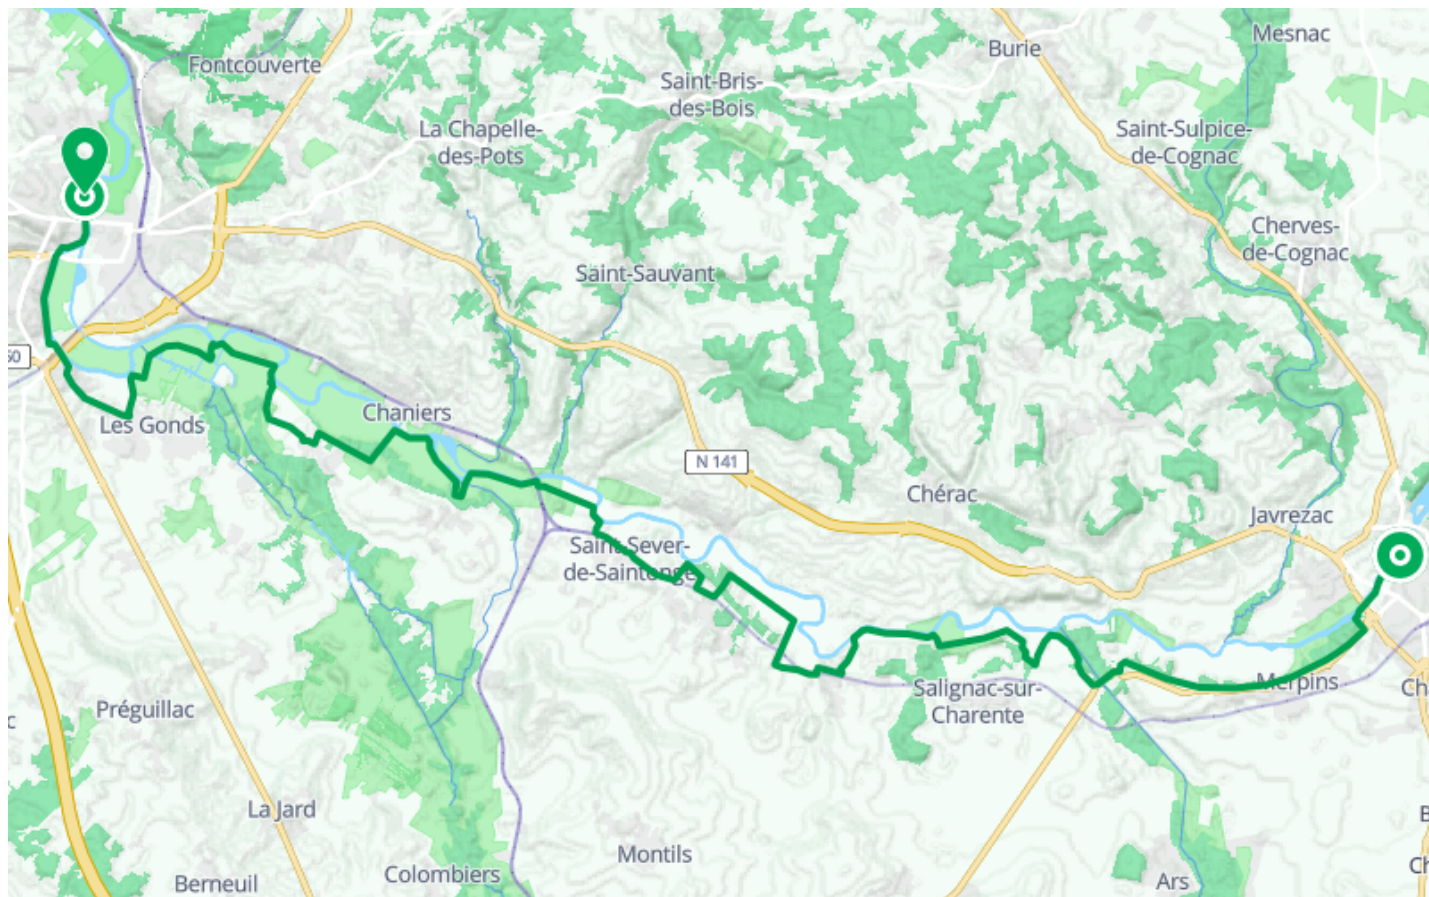 Mesnac
Burie
Fontcouverte
Saint-Bris-
des-Bois
La Chapelle-
des-Pots
Saint-Sulpice-
de-Cognac
Cherves-
de-Cognac
Saint-Sauvant
Chaniers
Les Gonds
N 141
Chérac
Javrezac
Saint-Sever-
de-Saintonge
Merpins
Salignac-sur-
Charente
Préguillac
La Jard
Montils
Colombiers
Berneuil
Ars